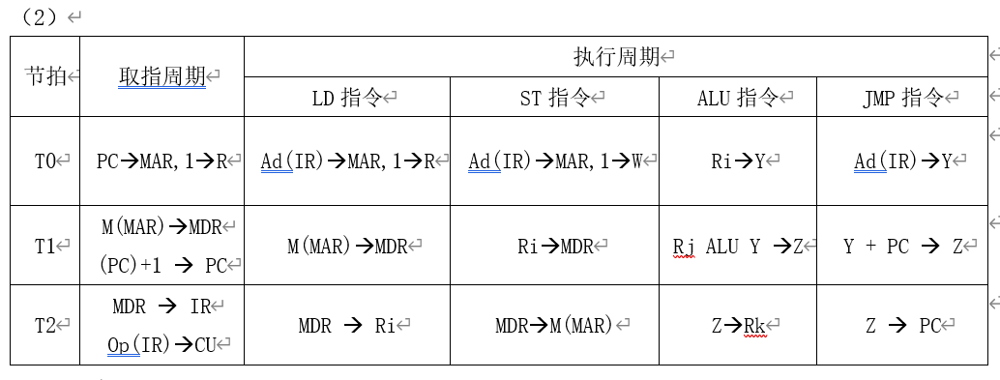 （2）
节拍 取指周期 执行周期
LD 指令 ST 指令 ALU 指令 JMP 指令
T0 PC→MAR,1→R Ad(IR)→MAR,1→R Ad(IR)→MAR,1→W Ri→Y Ad(IR)→Y
T1 M(MAR)→MDR (PC)+1 → PC M(MAR)→MDR Ri→MDR Rj ALU Y →Z Y + PC → Z
T2 MDR → IR Op(IR)→CU MDR → Ri MDR→M(MAR) Z→Rk Z → PC